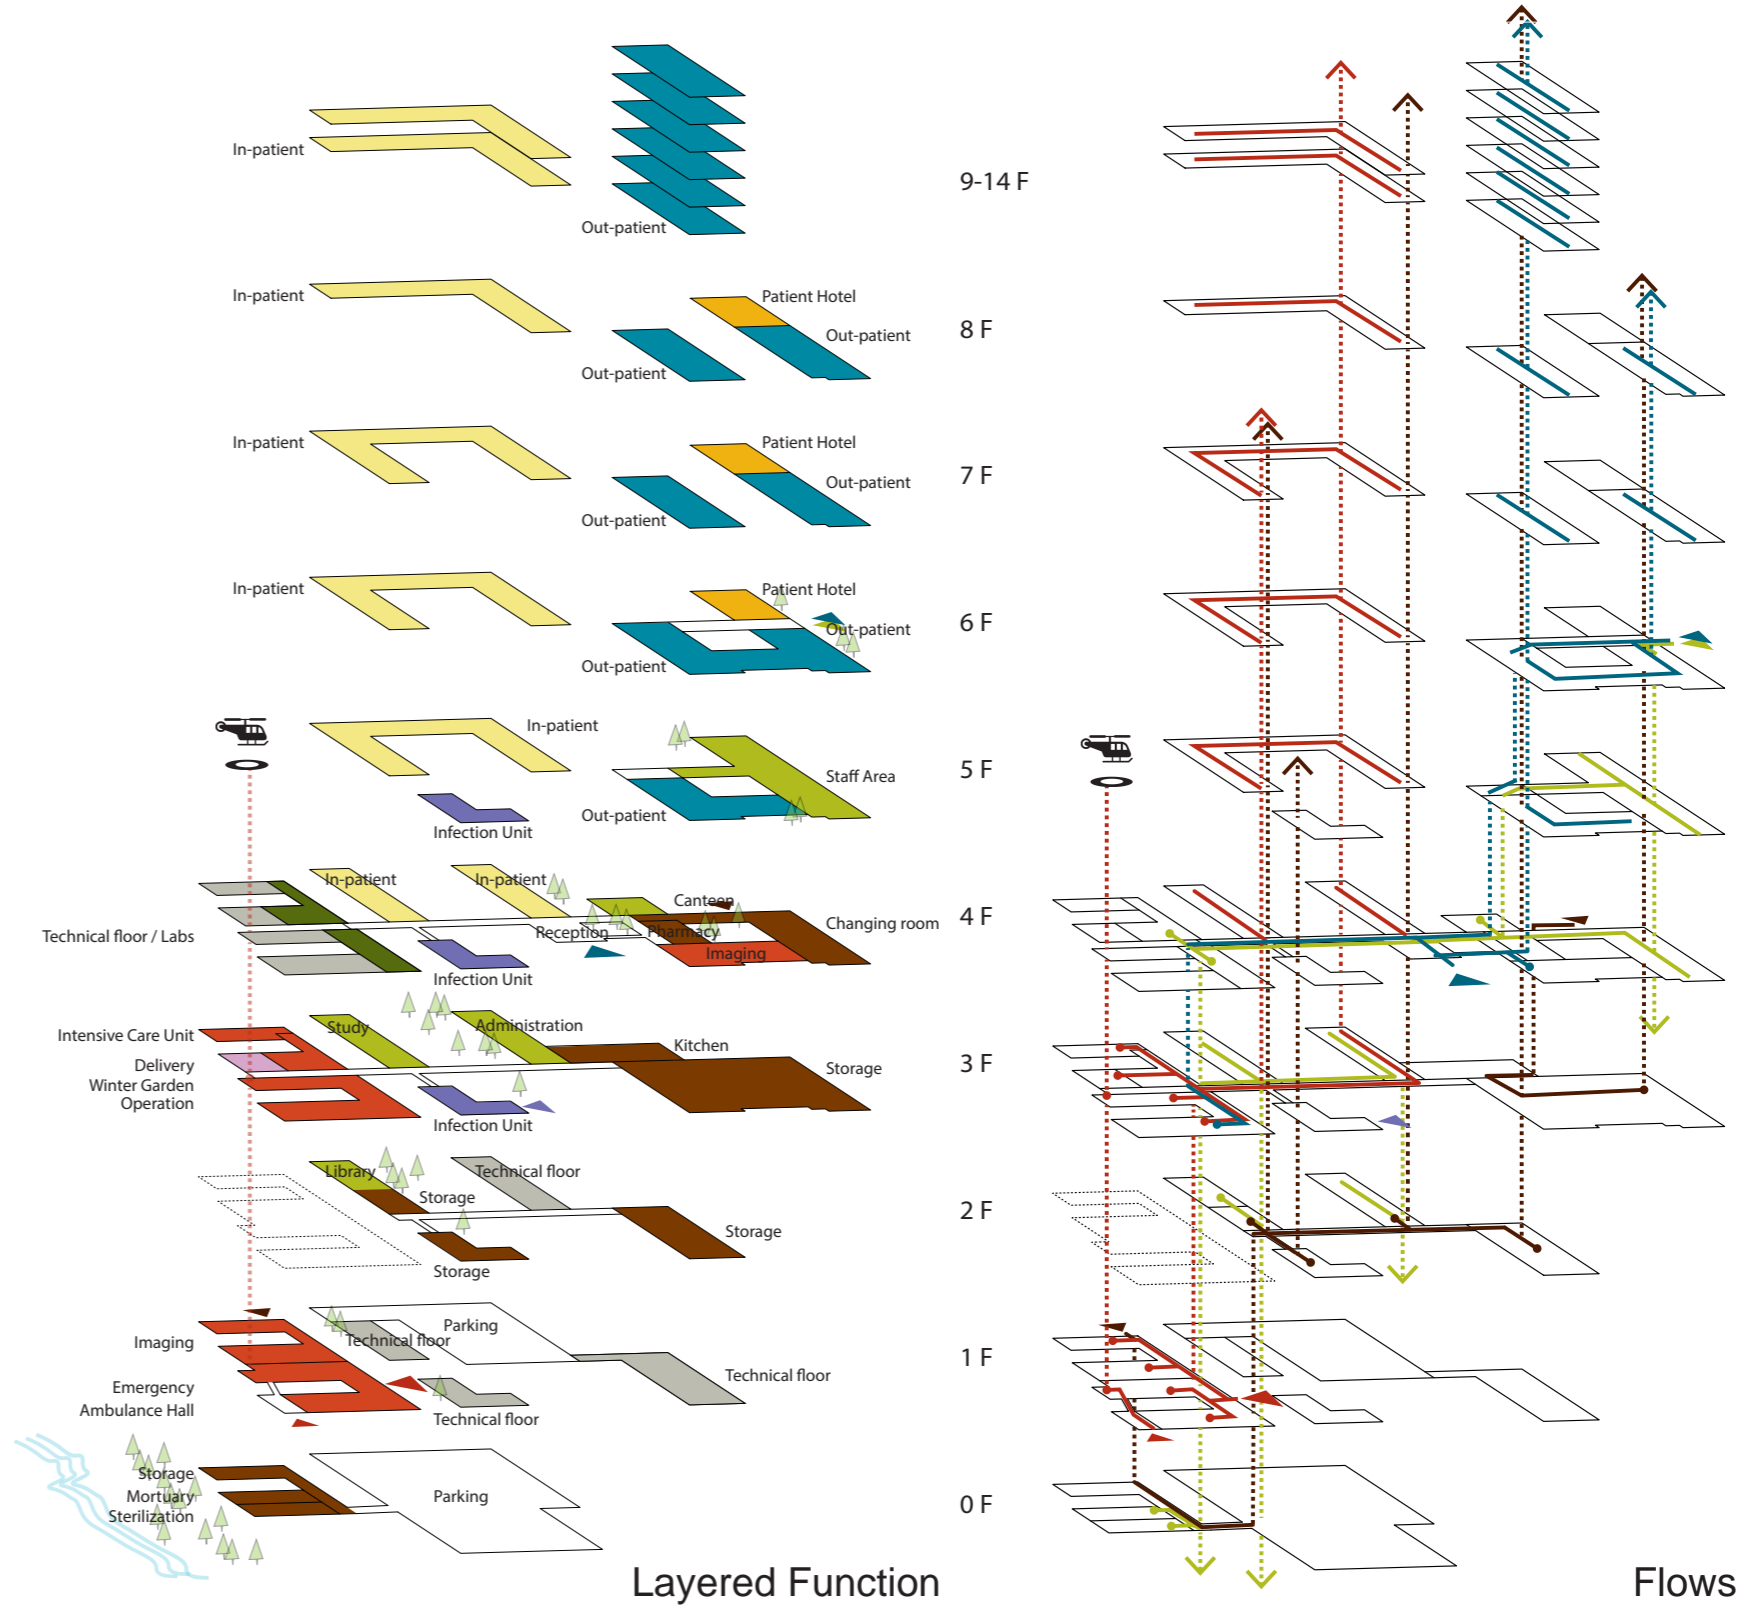 In-patient
Out-patient
9-14 F
In-patient
Patient Hotel
Out-patient
Out-patient
8 F
In-patient
Patient Hotel
Out-patient
Out-patient
7 F
In-patient
Patient Hotel
Out-patient
Out-patient
6 F
In-patient
Staff Area
Out-patient
Infection Unit
5 F
In-patient
In-patient
Canteen
Changing room
Reception
Pharmacy
Technical floor / Labs
Imaging
Infection Unit
4 F
Intensive Care Unit
Study
Administration
Kitchen
Delivery
Storage
Winter Garden
Operation
Infection Unit
3 F
Library
Technical floor
Storage
Storage
Storage
2 F
Parking
Imaging
Technical floor
Technical floor
Emergency
Ambulance Hall
Technical floor
1 F
Storage
Mortuary
Parking
Sterilization
0 F
Layered Function
Flows